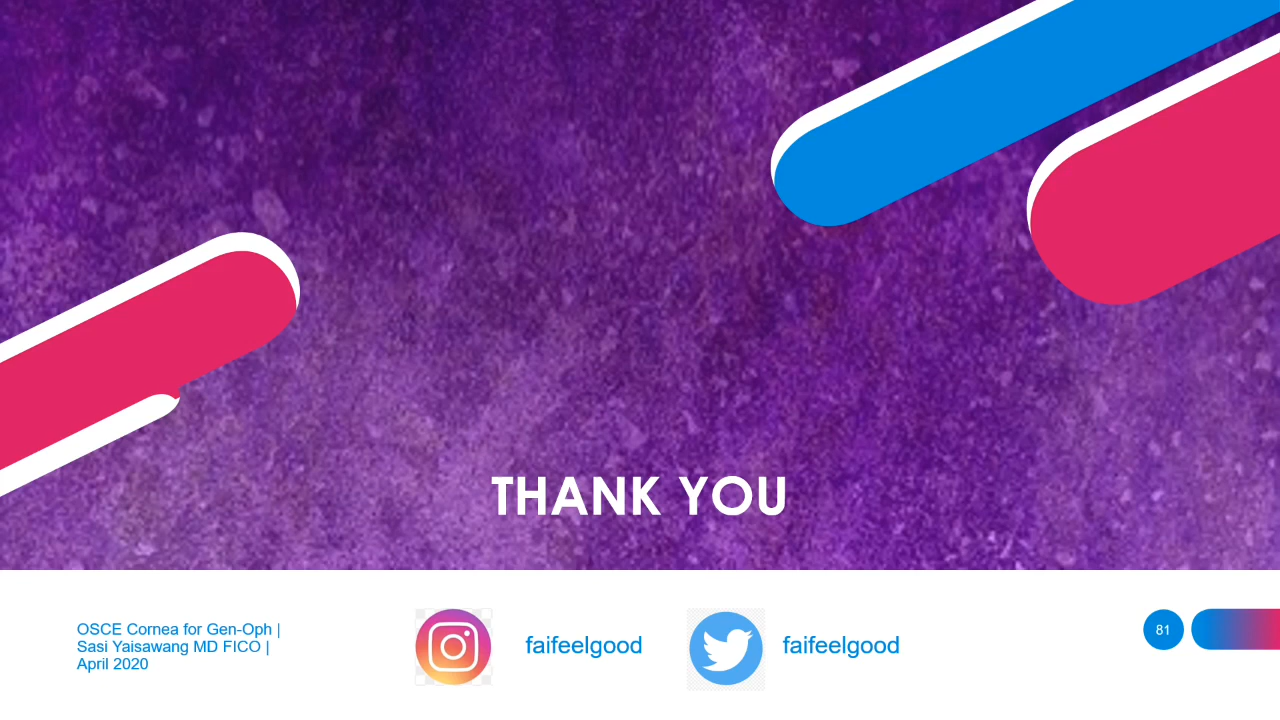 THANK YOU
OSCE Cornea for Gen-Oph |
Sasi Yaisawang MD FICO |
April 2020
faifeelgood
faifeelgood
81